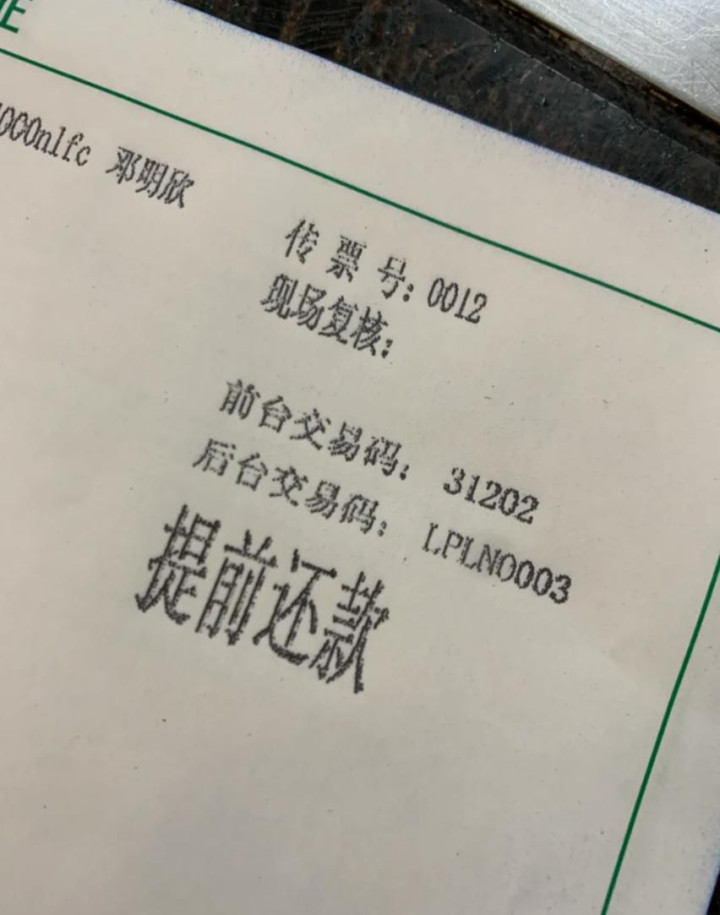 E
000nlfc 邓明欣
传票号: 0012
现场复核:
前台交易码: 31202
后台交易码: LPLN0003
提前还款